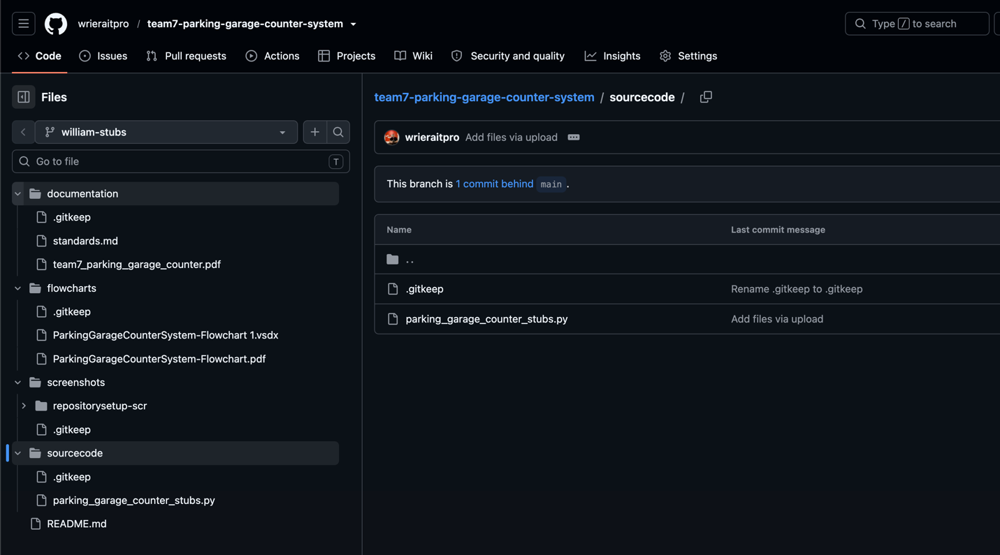 wrieraitpro / team7-parking-garage-counter-system
Type / to search
Code Issues Pull requests Actions Projects Wiki Security and quality Insights Settings
Files
william-stubs
Go to file T
documentation
.gitkeep
standards.md
team7_parking_garage_counter.pdf
flowcharts
.gitkeep
ParkingGarageCounterSystem-Flowchart 1.vsdx
ParkingGarageCounterSystem-Flowchart.pdf
screenshots
repositorysetup-scr
.gitkeep
sourcecode
.gitkeep
parking_garage_counter_stubs.py
README.md
team7-parking-garage-counter-system / sourcecode /
wrieraitpro Add files via upload
This branch is 1 commit behind main .
Name Last commit message
..
.gitkeep Rename .gitkeep to .gitkeep
parking_garage_counter_stubs.py Add files via upload